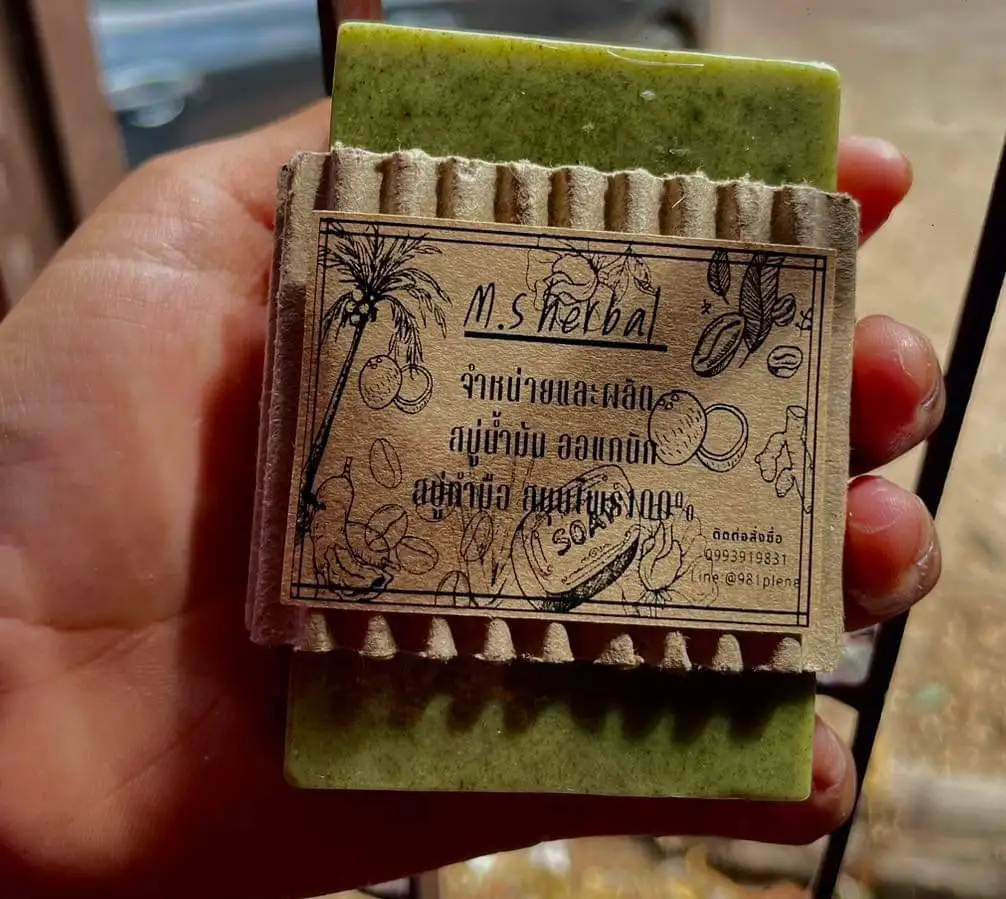 M.S herbal
จำหน่ายและผลิต
สบู่น้ำมัน ออแกนิก
สบู่ทำมือ สมุนไพร100%
SOAP
ติดต่อสั่งซื้อ
0993919831
Line:@981plena